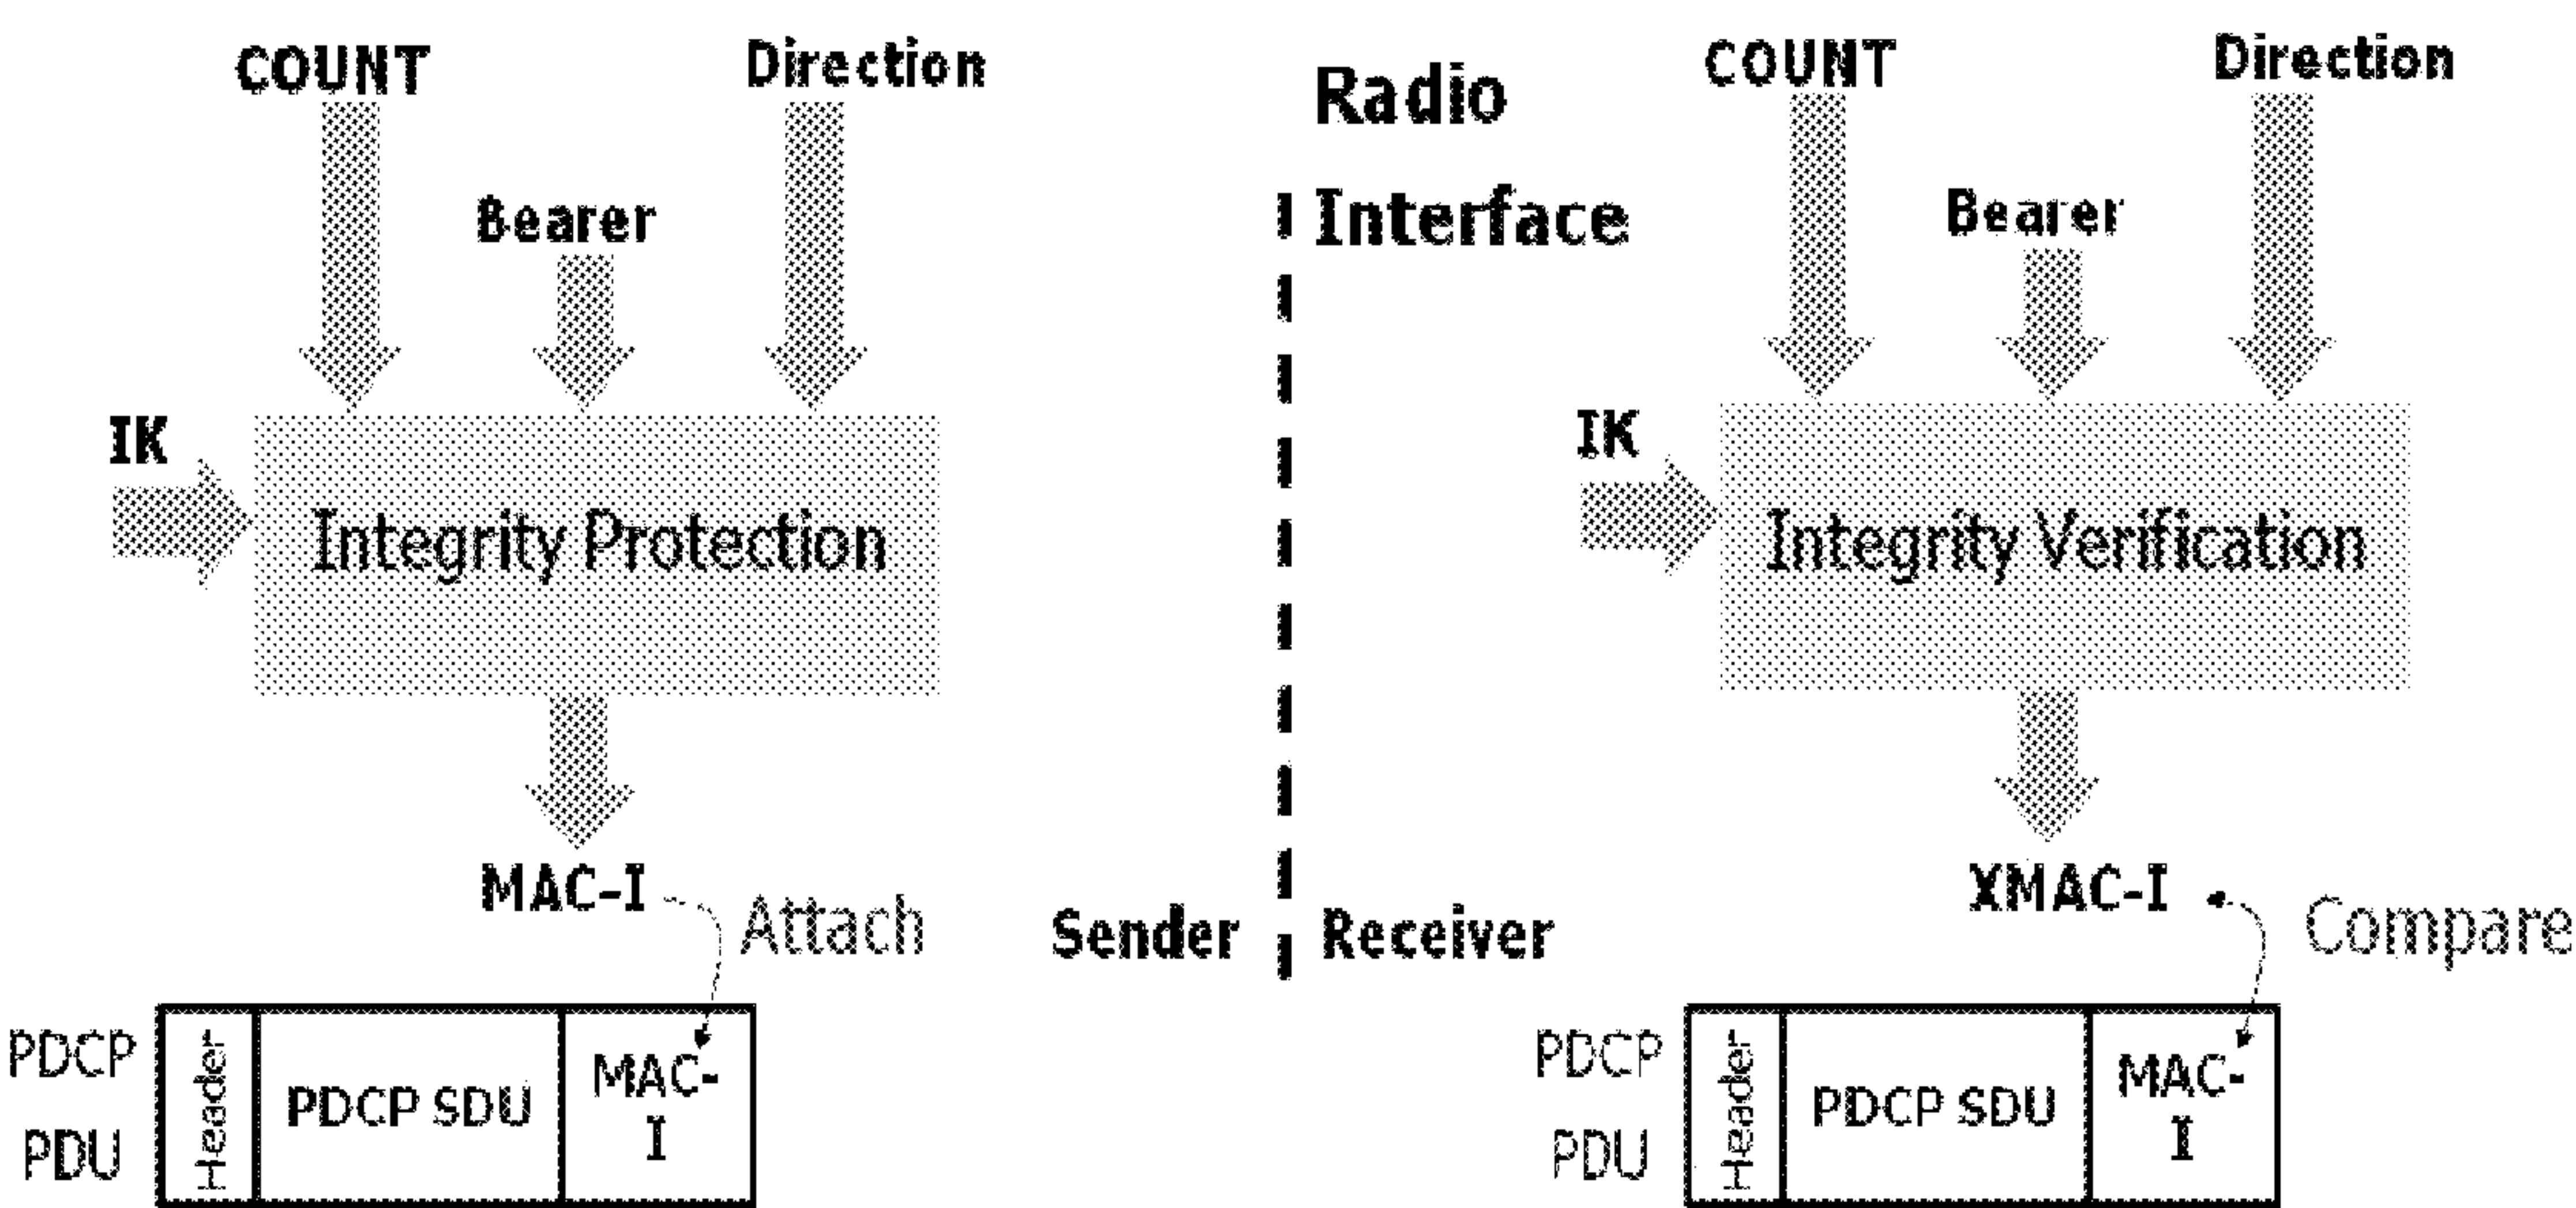 COUNT
Direction
Bearer
IK
Integrity Protection
MAC-I
Attach
PDCP
PDU
Header
PDCP SDU
MAC-
I
Radio
Interface
Sender
Receiver
COUNT
Direction
Bearer
IK
Integrity Verification
XMAC-I
Compare
PDCP
PDU
Header
PDCP SDU
MAC-
I